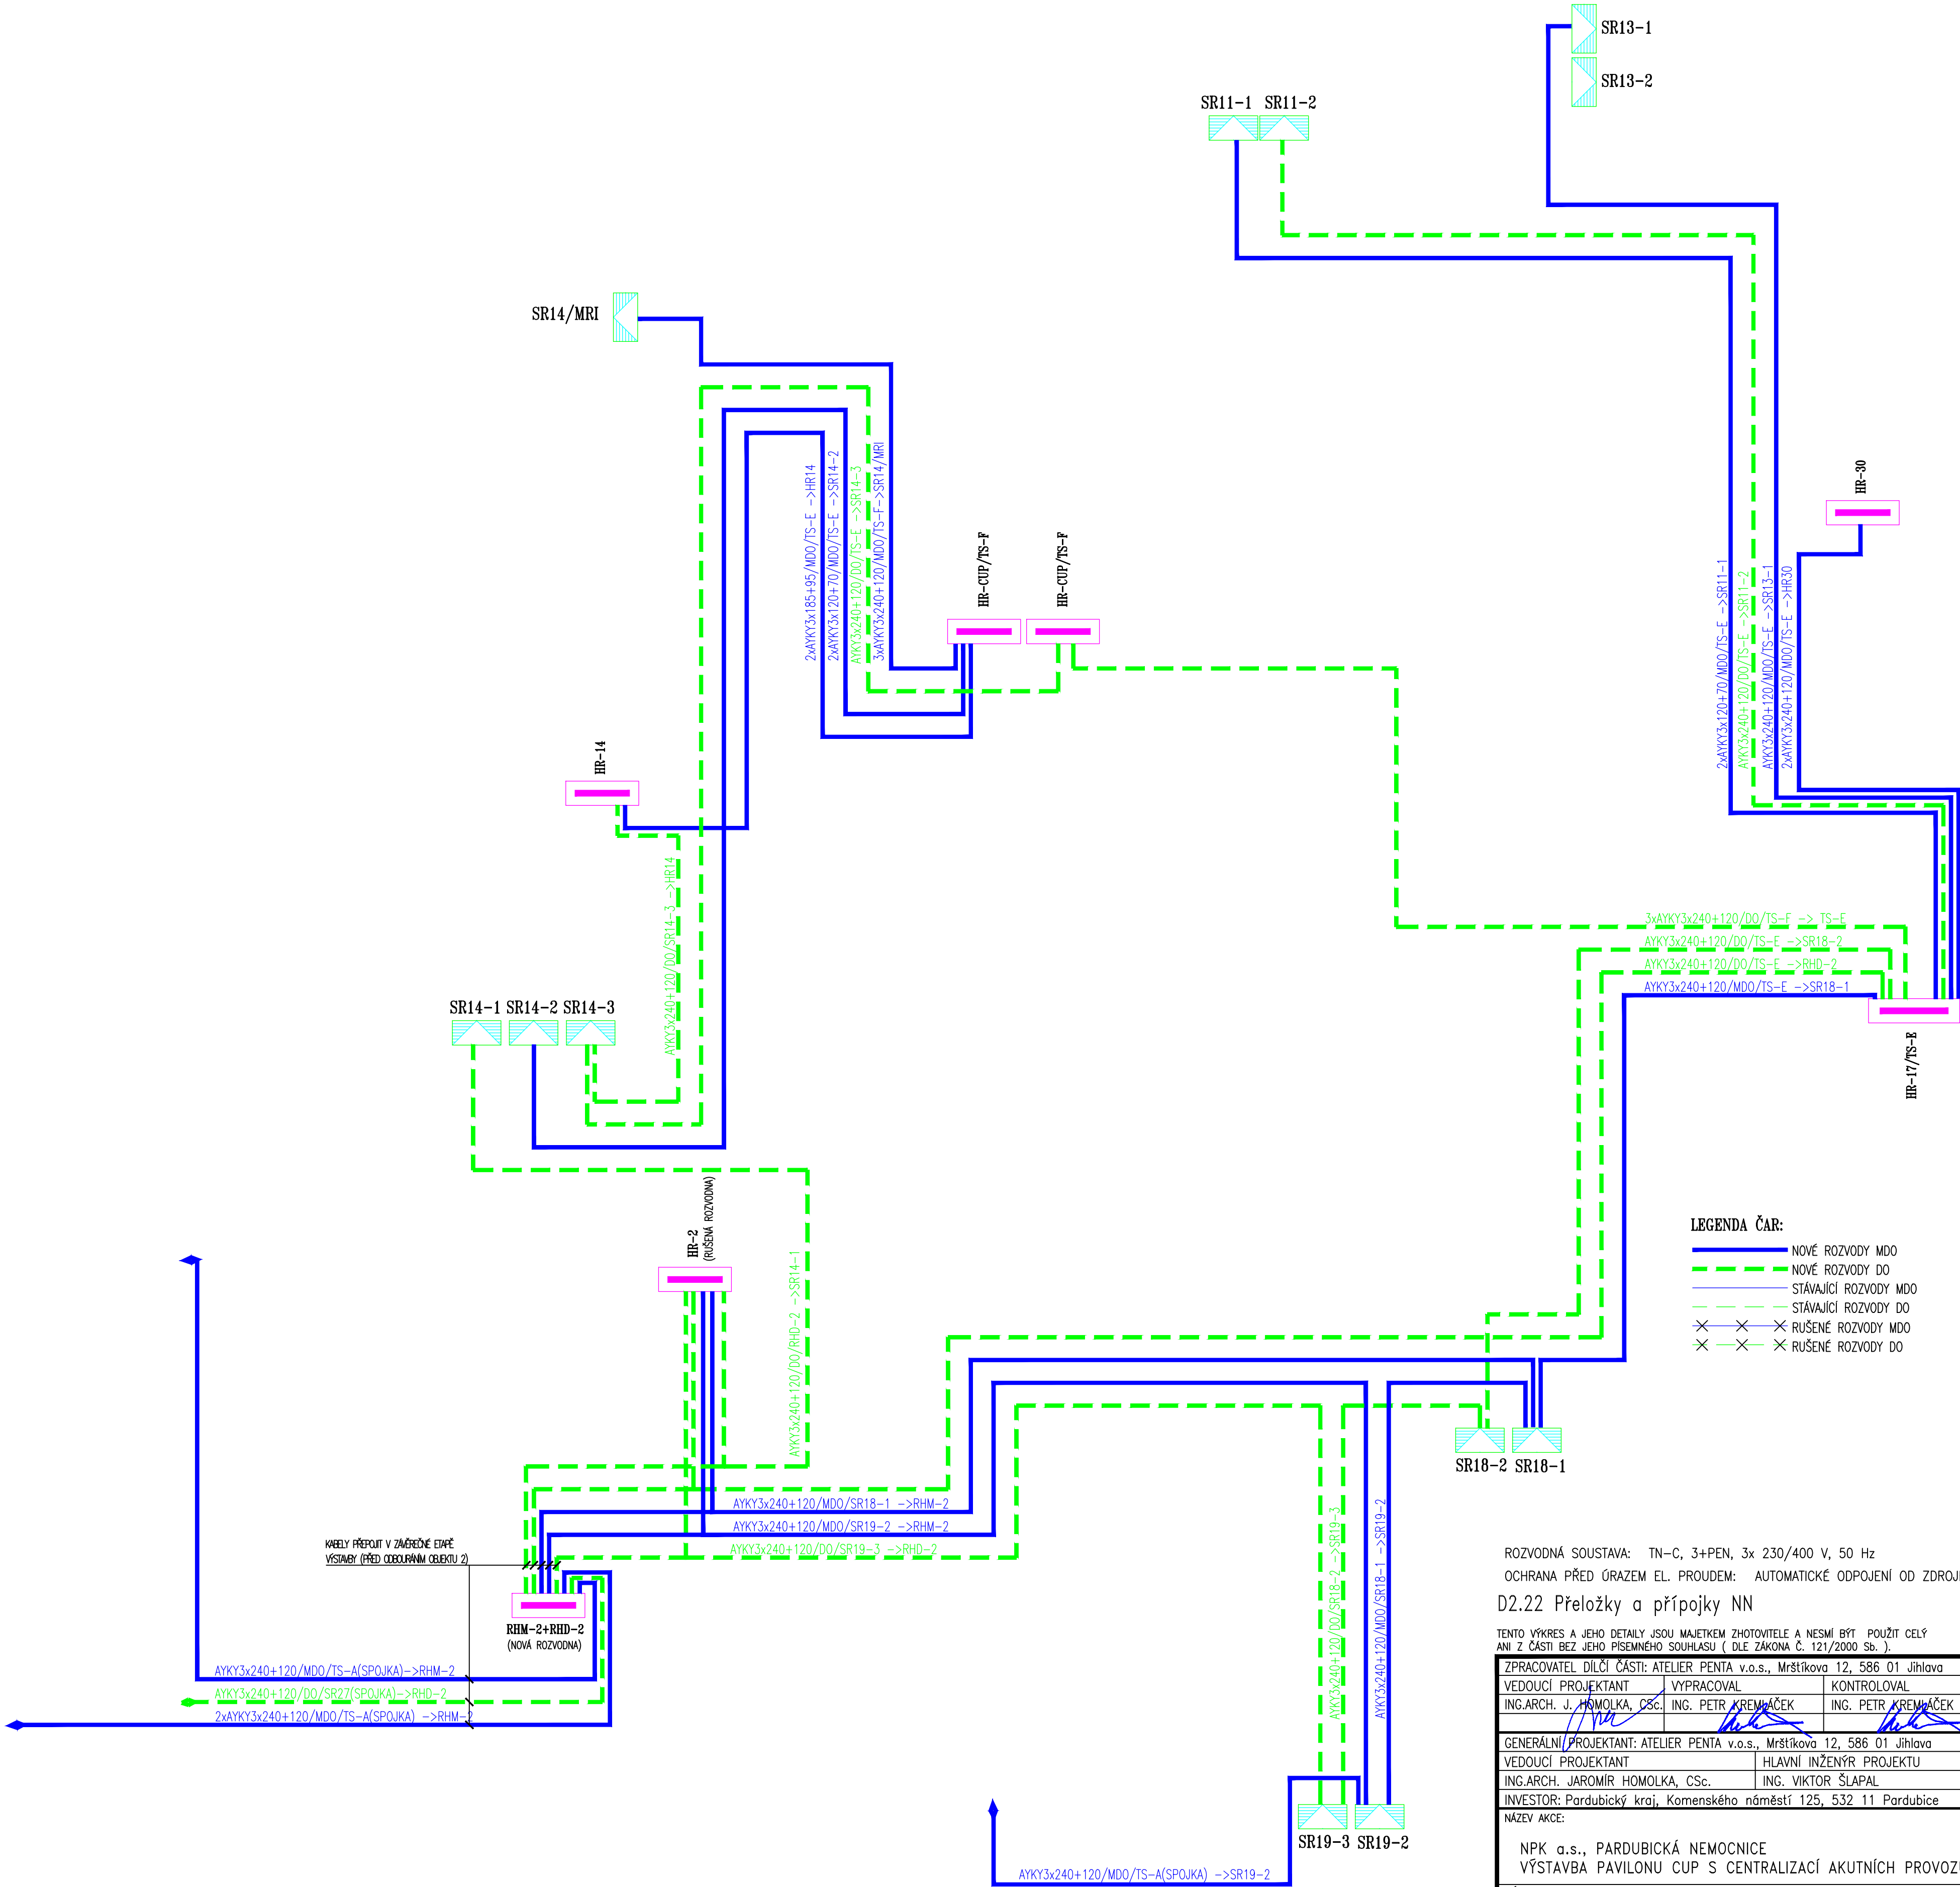 SR13-1
SR13-2
SR11-1 SR11-2
SR14/MRI
HR-30
2xAYKY3x185+95/MDO/TS-E ->HR14
2xAYKY3x120+70/MDO/TS-E ->SR14-2
AYKY3x240+120/DO/TS-E ->SR14-3
3xAYKY3x240+120/MDO/TS-F->SR14/MRI
HR-CUP/TS-F
HR-CUP/TS-F
2xAYKY3x120+70/MDO/TS-E ->SR11-1
AYKY3x240+120/DO/TS-E ->SR11-2
AYKY3x240+120/MDO/TS-E ->SR13-1
2xAYKY3x240+120/MDO/TS-E ->HR30
HR-14
AYKY3x240+120/DO/SR14-3 ->HR14
3xAYKY3x240+120/DO/TS-F -> TS-E
AYKY3x240+120/DO/TS-E ->SR18-2
AYKY3x240+120/DO/TS-E ->RHD-2
AYKY3x240+120/MDO/TS-E ->SR18-1
HR-17/TS-E
SR14-1 SR14-2 SR14-3
HR-2
(RUŠENÁ ROZVODNA)
AYKY3x240+120/DO/RHD-2 ->SR14-1
LEGENDA ČAR:
NOVÉ ROZVODY MDO
NOVÉ ROZVODY DO
STÁVAJÍCÍ ROZVODY MDO
STÁVAJÍCÍ ROZVODY DO
RUŠENÉ ROZVODY MDO
RUŠENÉ ROZVODY DO
SR18-2 SR18-1
AYKY3x240+120/MDO/SR18-1 ->RHM-2
AYKY3x240+120/MDO/SR19-2 ->RHM-2
AYKY3x240+120/DO/SR19-3 ->RHD-2
AYKY3x240+120/DO/SR18-2 ->SR19-3
AYKY3x240+120/MDO/SR18-1 ->SR19-2
KABELY PŘEPOJIT V ZÁVĚREČNÉ ETAPĚ
VÝSTAVBY (PŘED ODBOURÁNÍM OBJEKTU 2)
RHM-2+RHD-2
(NOVÁ ROZVODNA)
AYKY3x240+120/MDO/TS-A(SPOJKA)->RHM-2
AYKY3x240+120/DO/SR27(SPOJKA)->RHD-2
2xAYKY3x240+120/MDO/TS-A(SPOJKA) ->RHM-2
SR19-3 SR19-2
AYKY3x240+120/MDO/TS-A(SPOJKA) ->SR19-2
ROZVODNÁ SOUSTAVA: TN-C, 3+PEN, 3x 230/400 V, 50 Hz
OCHRANA PŘED ÚRAZEM EL. PROUDEM: AUTOMATICKÉ ODPOJENÍ OD ZDROJ
D2.22 Přeložky a přípojky NN
TENTO VÝKRES A JEHO DETAILY JSOU MAJETKEM ZHOTOVITELE A NESMÍ BÝT POUŽIT CELÝ
ANI Z ČÁSTI BEZ JEHO PÍSEMNÉHO SOUHLASU ( DLE ZÁKONA Č. 121/2000 Sb. ).
ZPRACOVATEL DÍLČÍ ČÁSTI: ATELIER PENTA v.o.s., Mrštíkova 12, 586 01 Jihlava
VEDOUCÍ PROJEKTANT VYPRACOVAL KONTROLOVAL
ING.ARCH. J. HOMOLKA, CSc. ING. PETR KREMLÁČEK ING. PETR KREMLÁČEK
GENERÁLNÍ PROJEKTANT: ATELIER PENTA v.o.s., Mrštíkova 12, 586 01 Jihlava
VEDOUCÍ PROJEKTANT HLAVNÍ INŽENÝR PROJEKTU
ING.ARCH. JAROMÍR HOMOLKA, CSc. ING. VIKTOR ŠLAPAL
INVESTOR: Pardubický kraj, Komenského náměstí 125, 532 11 Pardubice
NÁZEV AKCE:
NPK a.s., PARDUBICKÁ NEMOCNICE
VÝSTAVBA PAVILONU CUP S CENTRALIZACÍ AKUTNÍCH PROVOZ